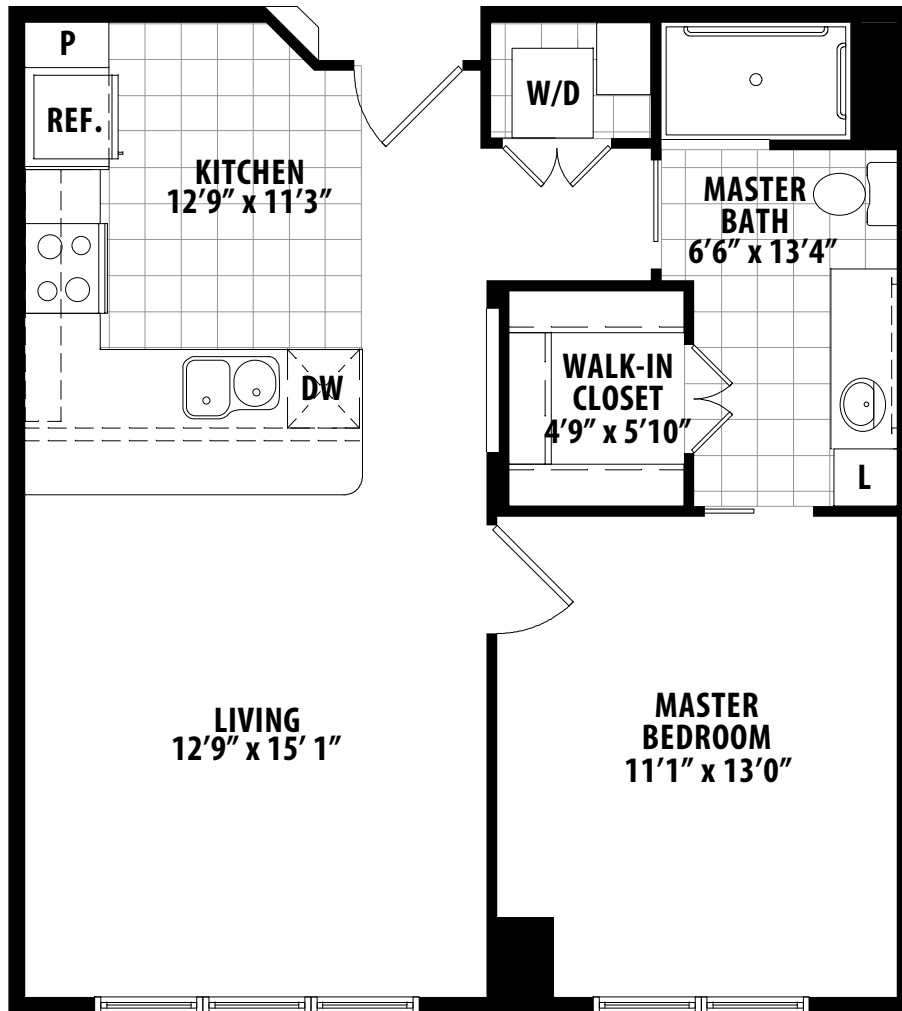 P
REF.
W/D
KITCHEN
12'9" x 11'3"
MASTER
BATH
6'6" x 13'4"
DW
WALK-IN
CLOSET
4'9" x 5'10"
L
LIVING
12'9" x 15' 1"
MASTER
BEDROOM
11'1" x 13'0"